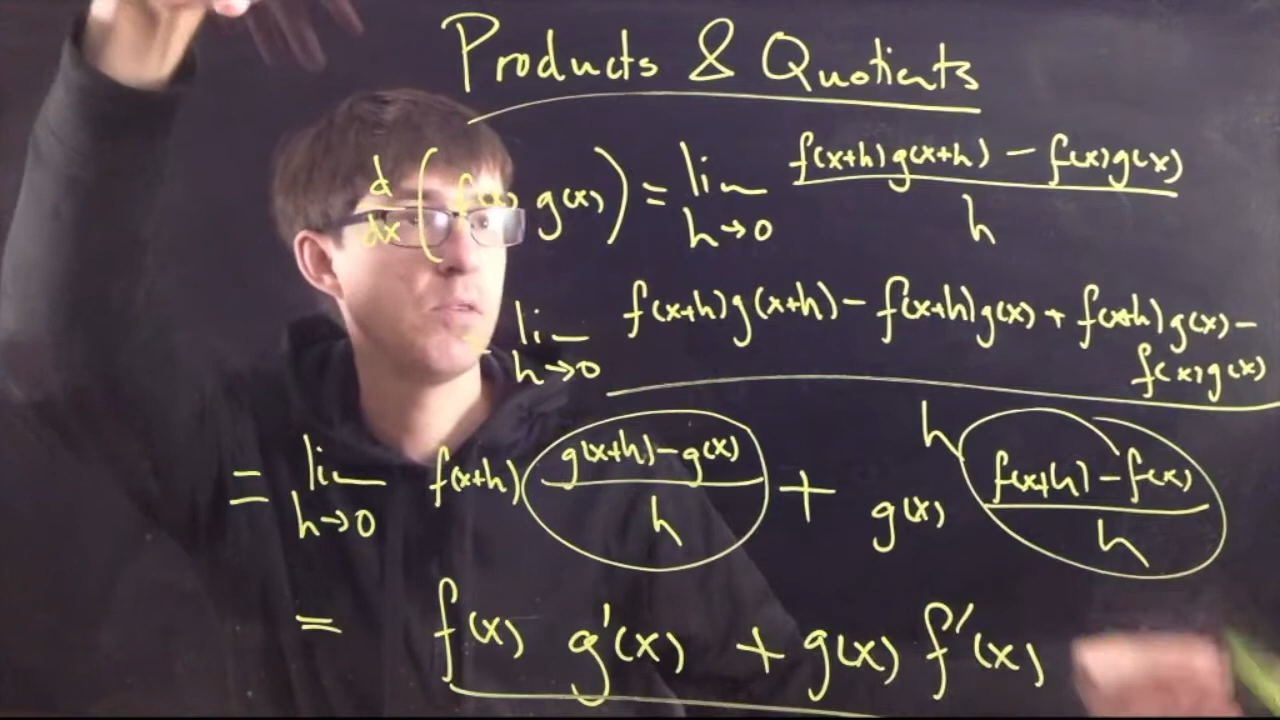 Products & Quotients
d/dx (f(x) g(x)) = lim h→0 f(x+h)g(x+h) − f(x)g(x) / h
= lim h→0 f(x+h)g(x+h) − f(x+h)g(x) + f(x+h)g(x) − f(x)g(x) / h
= lim h→0 f(x+h) g(x+h)−g(x) / h + g(x) f(x+h) − f(x) / h
= f(x) g'(x) + g(x) f'(x)